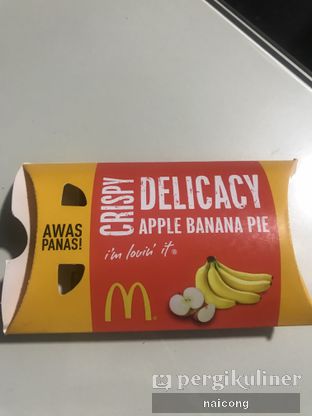 AWAS
PANAS!
CRISPY
DELICACY
APPLE BANANA PIE
i'm lovin' it®
M
pergikuliner
naicong